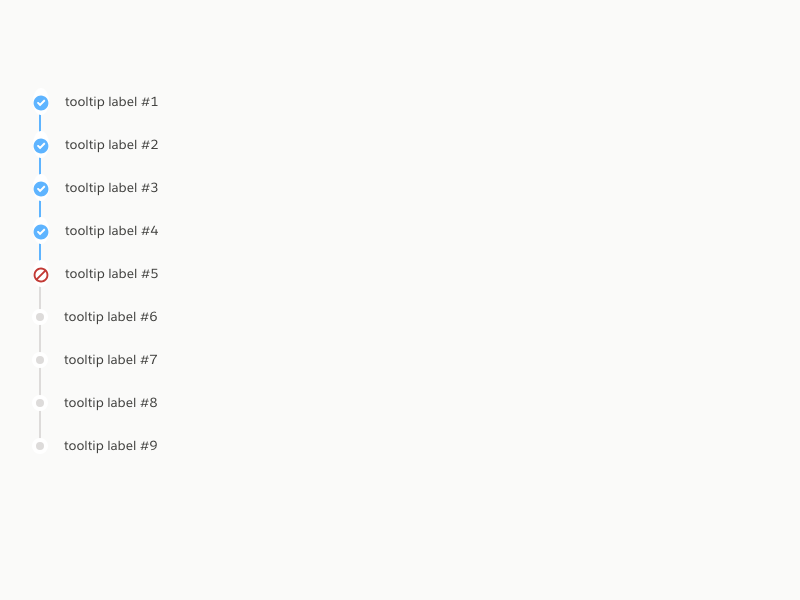 tooltip label #1
tooltip label #2
tooltip label #3
tooltip label #4
tooltip label #5
tooltip label #6
tooltip label #7
tooltip label #8
tooltip label #9